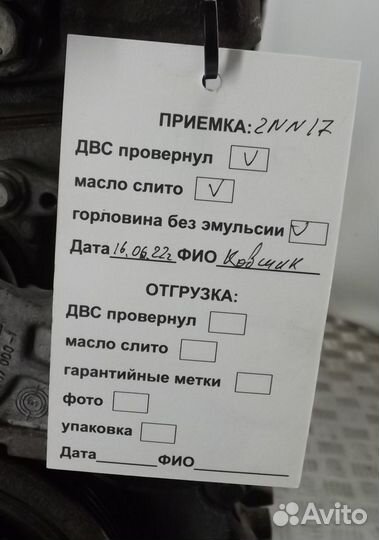 ПРИЕМКА: 2NN17
ДВС провернул
масло слито
горловина без эмульсии
Дата 16.06.22г ФИО Ковшик
ОТГРУЗКА:
ДВС провернул
масло слито
гарантийные метки
фото
упаковка
Дата ФИО
Avito